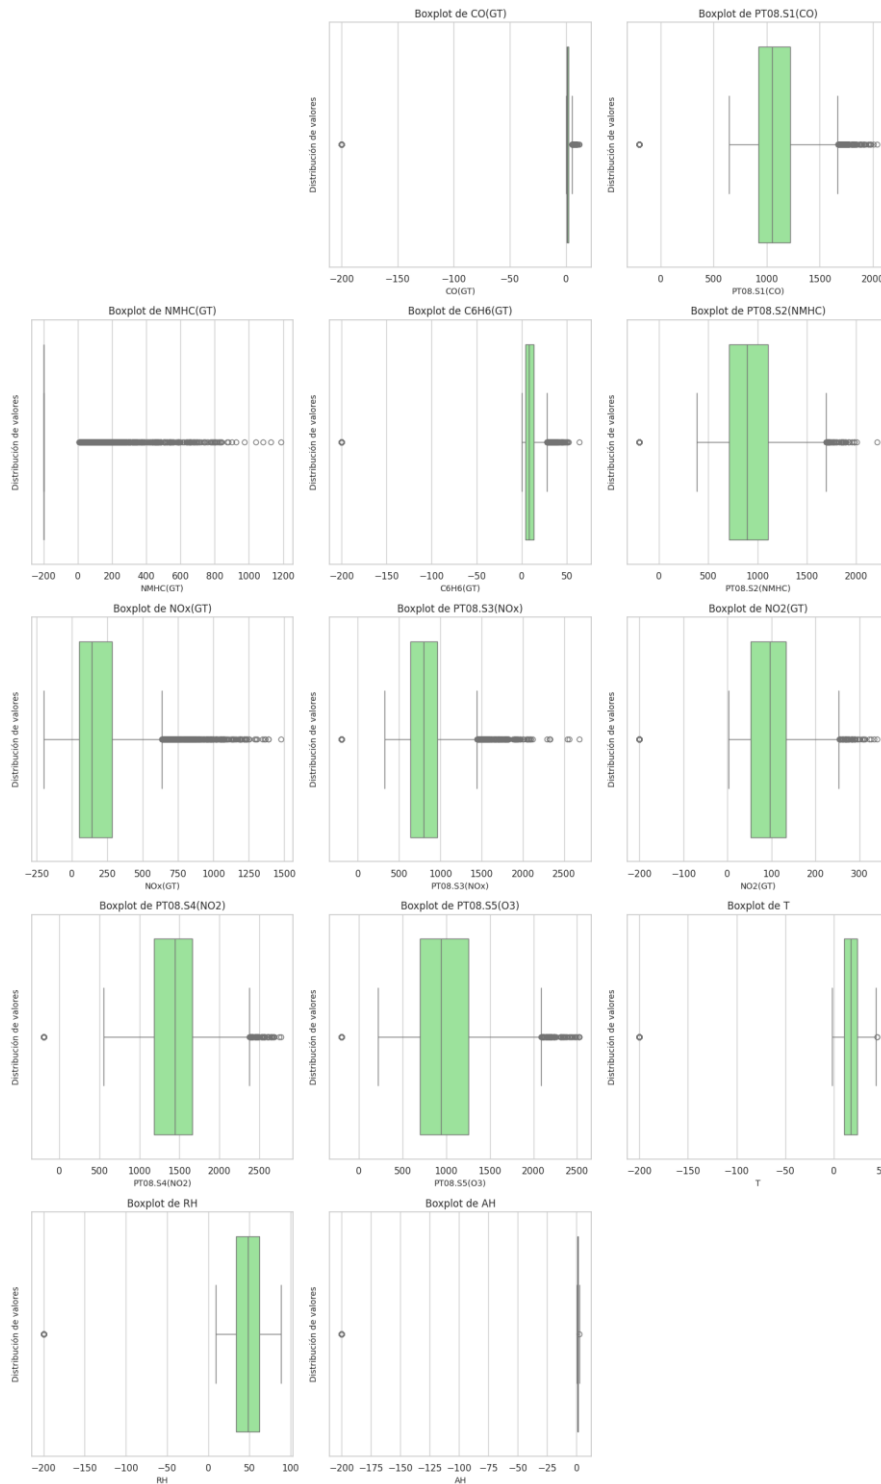 Boxplot de CO(GT)
Distribución de valores
−200 −150 −100 −50 0
CO(GT)
Boxplot de PT08.S1(CO)
Distribución de valores
0 500 1000 1500 2000
PT08.S1(CO)
Boxplot de NMHC(GT)
Distribución de valores
−200 0 200 400 600 800 1000 1200
NMHC(GT)
Boxplot de C6H6(GT)
Distribución de valores
−200 −150 −100 −50 0 50
C6H6(GT)
Boxplot de PT08.S2(NMHC)
Distribución de valores
0 500 1000 1500 2000
PT08.S2(NMHC)
Boxplot de NOx(GT)
Distribución de valores
−250 0 250 500 750 1000 1250 1500
NOx(GT)
Boxplot de PT08.S3(NOx)
Distribución de valores
0 500 1000 1500 2000 2500
PT08.S3(NOx)
Boxplot de NO2(GT)
Distribución de valores
−200 −100 0 100 200 300
NO2(GT)
Boxplot de PT08.S4(NO2)
Distribución de valores
0 500 1000 1500 2000 2500
PT08.S4(NO2)
Boxplot de PT08.S5(O3)
Distribución de valores
0 500 1000 1500 2000 2500
PT08.S5(O3)
Boxplot de T
Distribución de valores
−200 −150 −100 −50 0
T
Boxplot de RH
Distribución de valores
−200 −150 −100 −50 0 50 100
RH
Boxplot de AH
Distribución de valores
−200 −175 −150 −125 −100 −75 −50 −25 0
AH